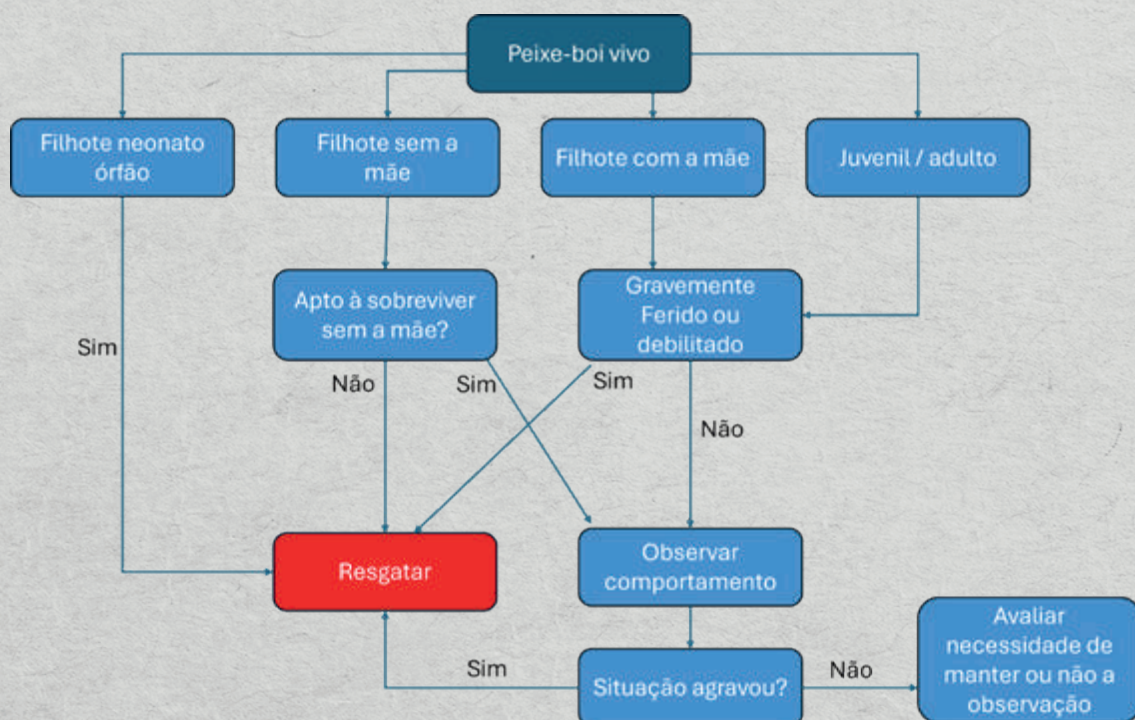 Peixe-boi vivo
Filhote neonato
órfão
Filhote sem a
mãe
Filhote com a mãe
Juvenil / adulto
Apto à sobreviver
sem a mãe?
Gravemente
Ferido ou
debilitado
Sim
Não
Sim
Sim
Não
Resgatar
Observar
comportamento
Sim
Situação agravou?
Não
Avaliar
necessidade de
manter ou não a
observação